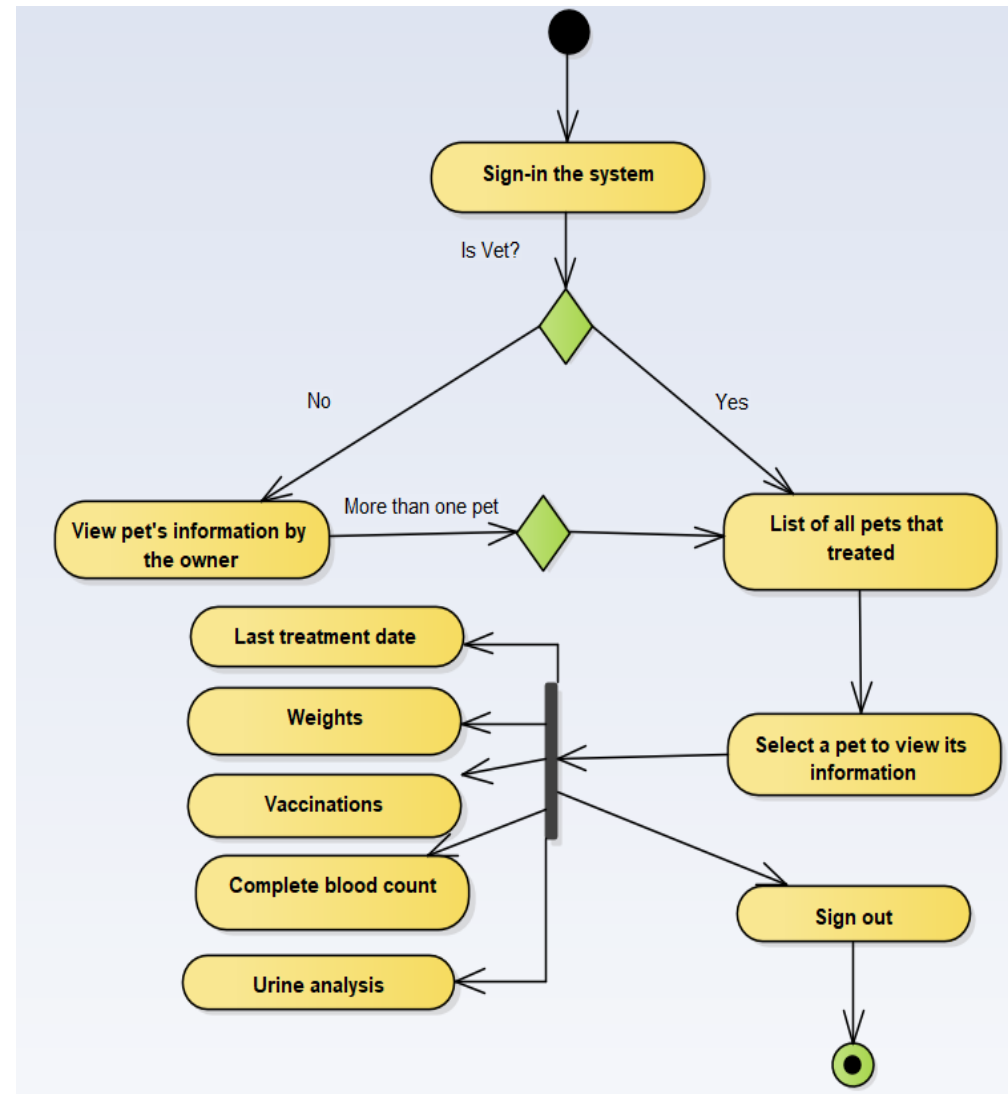 Sign-in the system
Is Vet?
No
Yes
View pet's information by
the owner
More than one pet
List of all pets that
treated
Last treatment date
Weights
Select a pet to view its
information
Vaccinations
Complete blood count
Sign out
Urine analysis